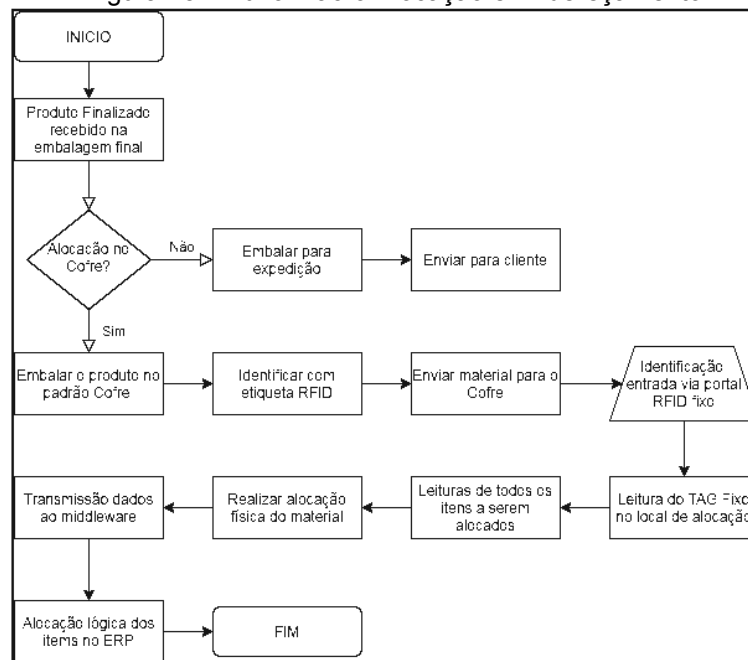 INICIO
Produto Finalizado
recebido na
embalagem final
Alocação no
Cofre?
Não
Embalar para
expedição
Enviar para cliente
Sim
Embalar o produto no
padrão Cofre
Identificar com
etiqueta RFID
Enviar material para o
Cofre
Identificação
entrada via portal
RFID fixo
Leitura do TAG Fixo
no local de alocação
Leituras de todos os
itens a serem
alocados
Realizar alocação
física do material
Transmissão dados
ao middleware
Alocação lógica dos
items no ERP
FIM